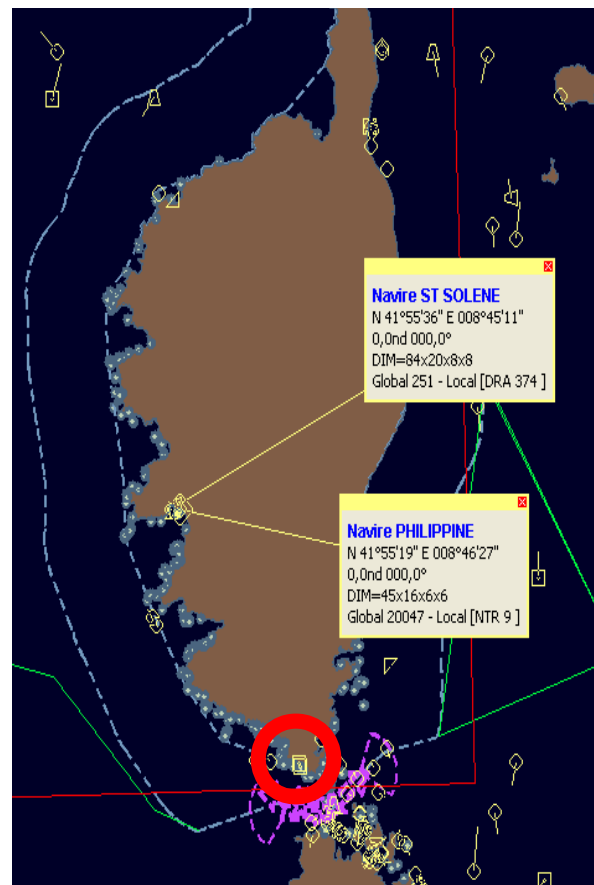 Navire ST SOLENE
N 41°55'36" E 008°45'11"
0,0nd 000,0°
DIM=84x20x8x8
Global 251 - Local [DRA 374 ]
Navire PHILIPPINE
N 41°55'19" E 008°46'27"
0,0nd 000,0°
DIM=45x16x6x6
Global 20047 - Local [NTR 9 ]